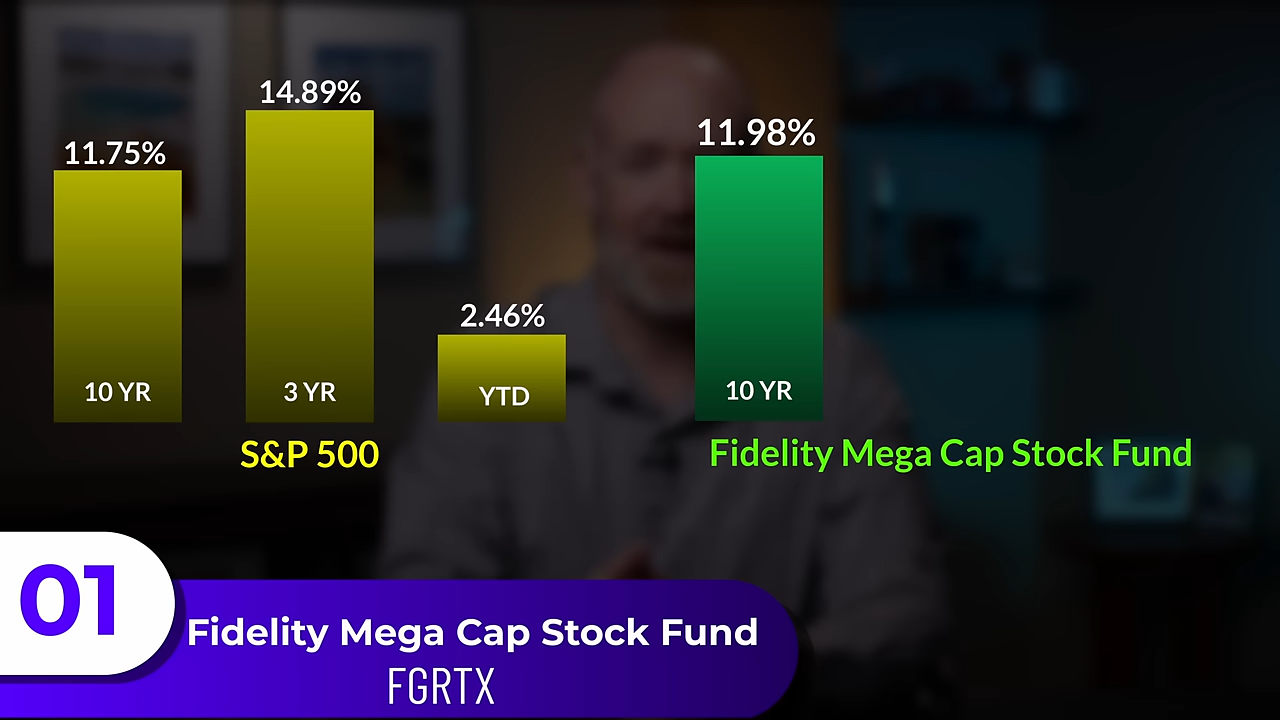 14.89%
11.75%
11.98%
2.46%
10 YR
3 YR
YTD
10 YR
S&P 500
Fidelity Mega Cap Stock Fund
01
Fidelity Mega Cap Stock Fund
FGRTX